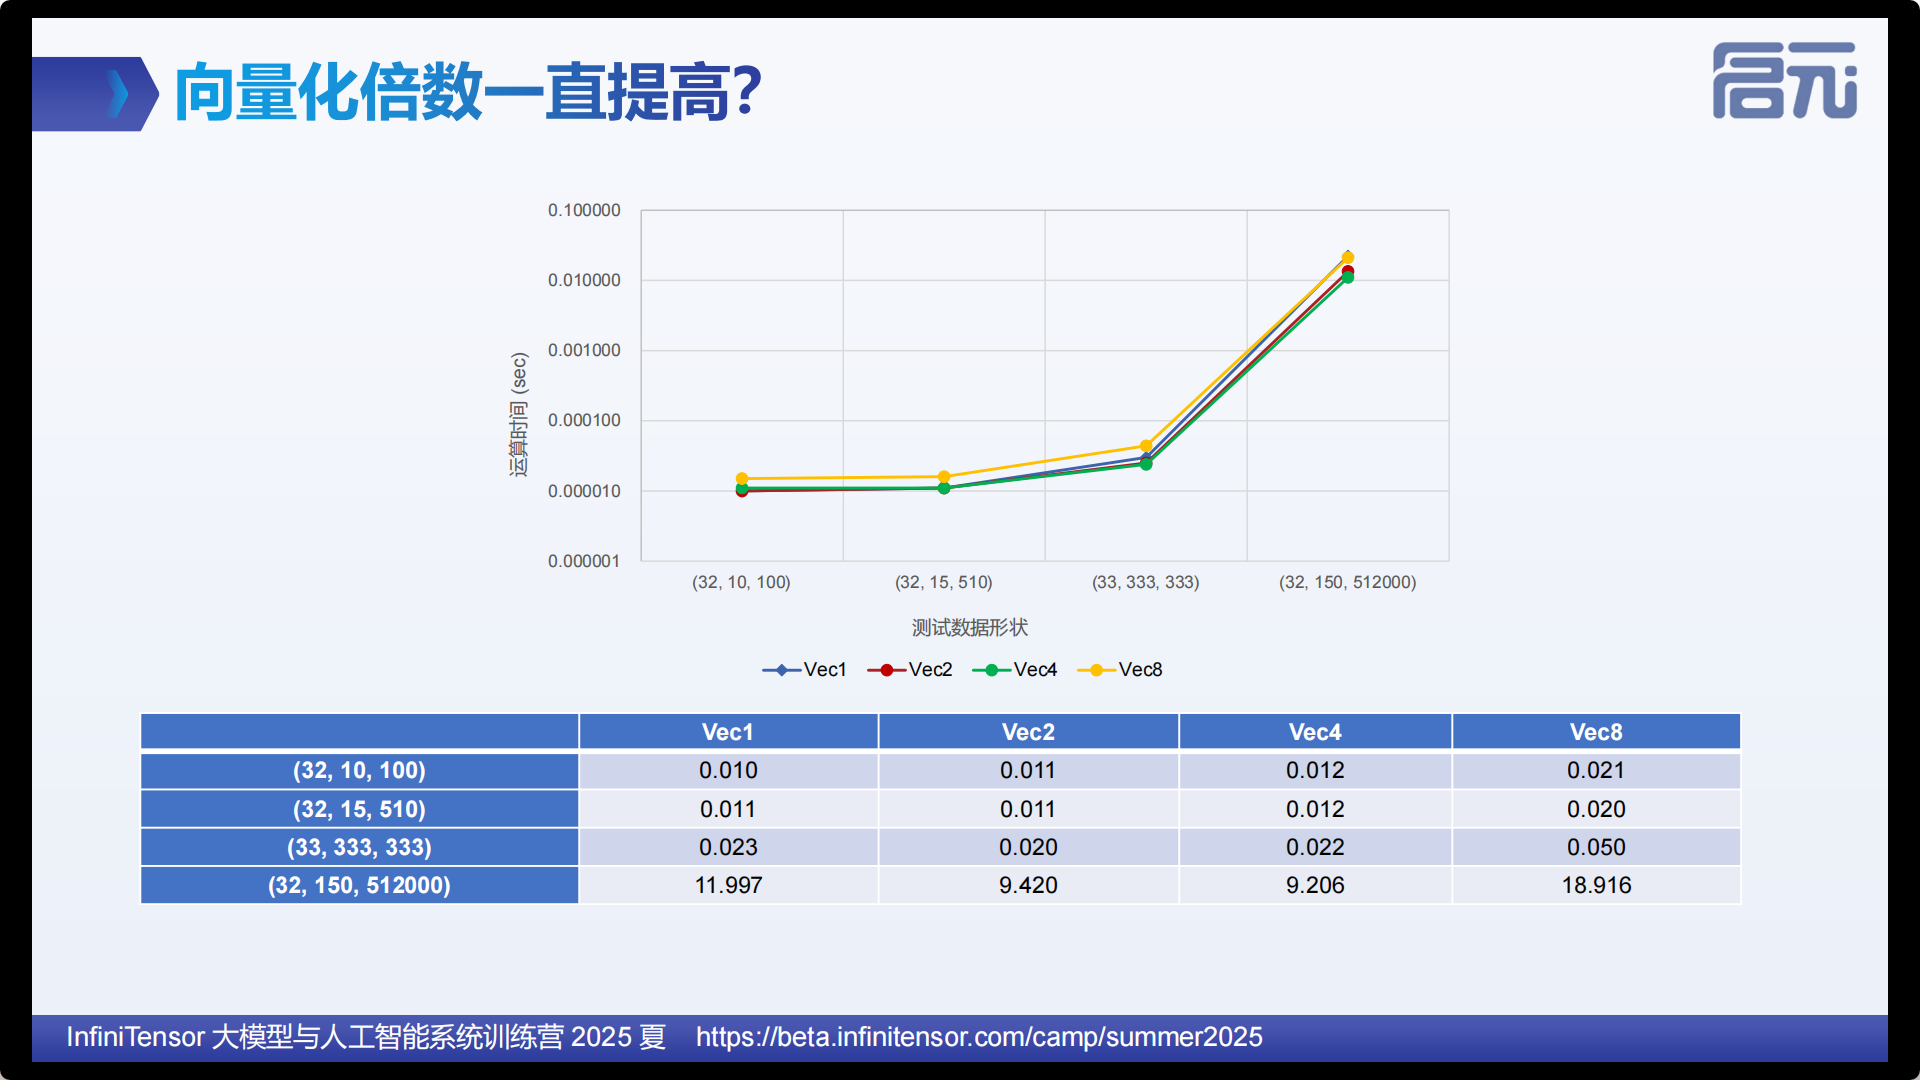 向量化倍数一直提高?
启元
0.100000
0.010000
0.001000
0.000100
0.000010
0.000001
运算时间 (sec)
(32, 10, 100) (32, 15, 510) (33, 333, 333) (32, 150, 512000)
测试数据形状
Vec1 Vec2 Vec4 Vec8
Vec1 Vec2 Vec4 Vec8
(32, 10, 100) 0.010 0.011 0.012 0.021
(32, 15, 510) 0.011 0.011 0.012 0.020
(33, 333, 333) 0.023 0.020 0.022 0.050
(32, 150, 512000) 11.997 9.420 9.206 18.916
InfiniTensor 大模型与人工智能系统训练营 2025 夏 https://beta.infinitensor.com/camp/summer2025